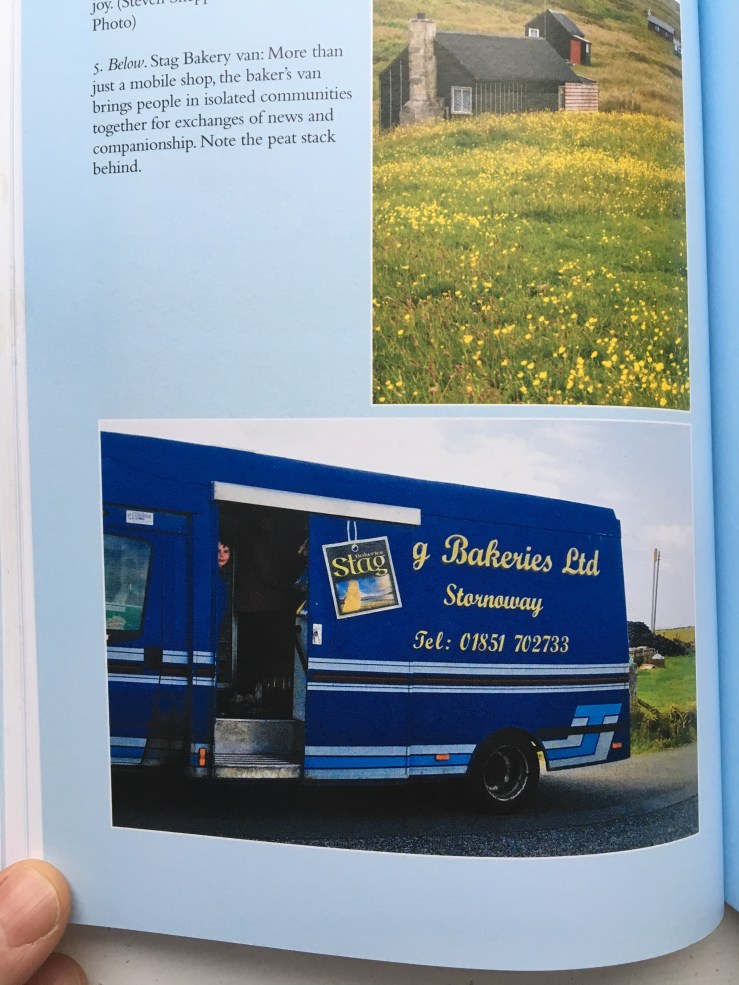 joy. (Steven
Photo)
5. Below. Stag Bakery van: More than
just a mobile shop, the baker's van
brings people in isolated communities
together for exchanges of news and
companionship. Note the peat stack
behind.
Bakeries
Stag
g Bakeries Ltd
Stornoway
Tel: 01851 702733